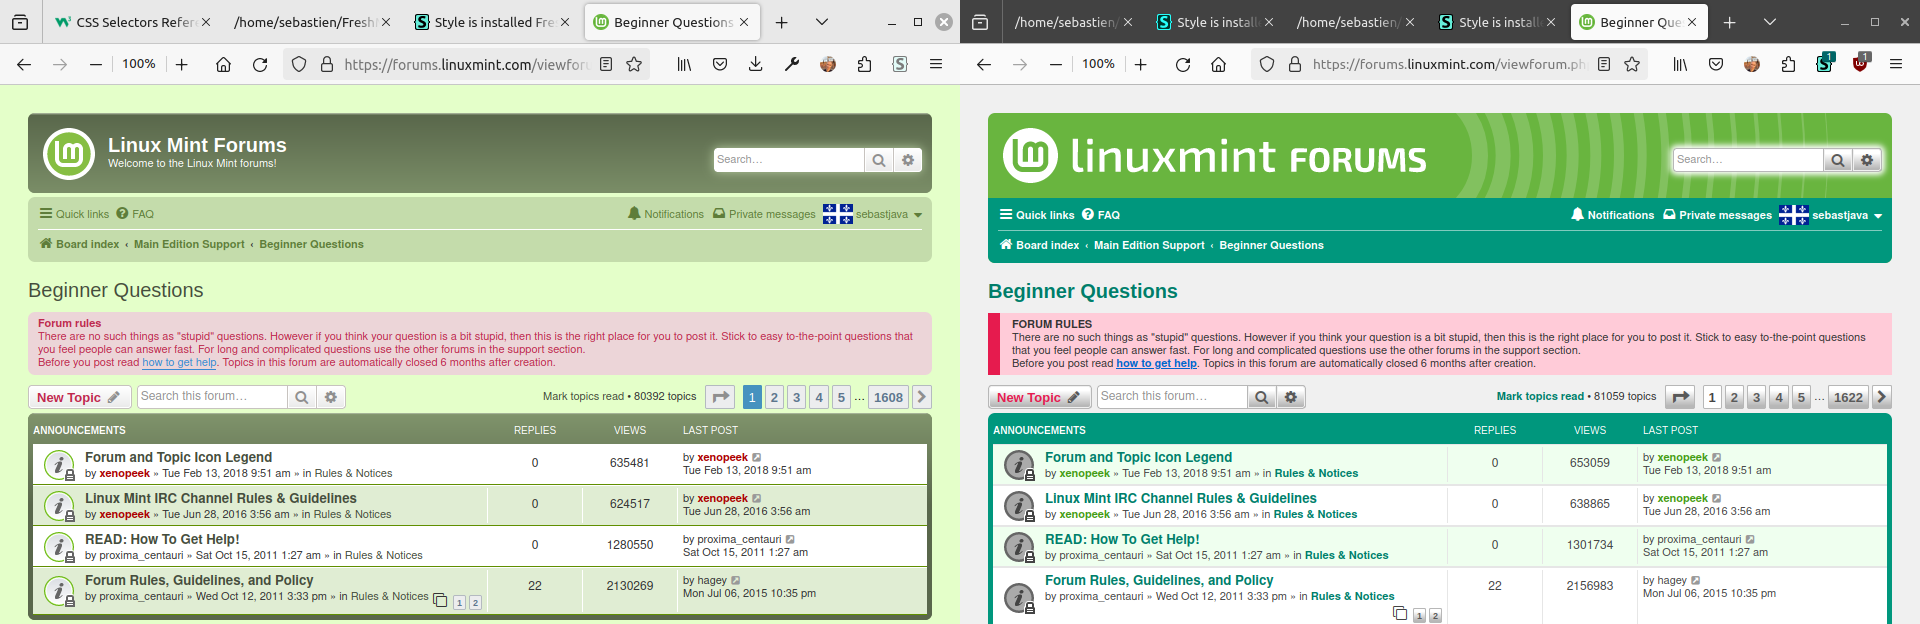 CSS Selectors Refer
/home/sebastien/Fresh
Style is installed Fre
Beginner Questions
100%
https://forums.linuxmint.com/viewforu
Linux Mint Forums
Welcome to the Linux Mint forums!
Search…
Quick links
FAQ
Notifications
Private messages
sebastjava
Board index ‹ Main Edition Support ‹ Beginner Questions
Beginner Questions
Forum rules
There are no such things as "stupid" questions. However if you think your question is a bit stupid, then this is the right place for you to post it. Stick to easy to-the-point questions that
you feel people can answer fast. For long and complicated questions use the other forums in the support section.
Before you post read how to get help. Topics in this forum are automatically closed 6 months after creation.
New Topic
Search this forum…
Mark topics read • 80392 topics
1 2 3 4 5 … 1608
ANNOUNCEMENTS REPLIES VIEWS LAST POST
Forum and Topic Icon Legend
by xenopeek » Tue Feb 13, 2018 9:51 am » in Rules & Notices
0
635481
by xenopeek
Tue Feb 13, 2018 9:51 am
Linux Mint IRC Channel Rules & Guidelines
by xenopeek » Tue Jun 28, 2016 3:56 am » in Rules & Notices
0
624517
by xenopeek
Tue Jun 28, 2016 3:56 am
READ: How To Get Help!
by proxima_centauri » Sat Oct 15, 2011 1:27 am » in Rules & Notices
0
1280550
by proxima_centauri
Sat Oct 15, 2011 1:27 am
Forum Rules, Guidelines, and Policy
by proxima_centauri » Wed Oct 12, 2011 3:33 pm » in Rules & Notices
1 2
22
2130269
by hagey
Mon Jul 06, 2015 10:35 pm
/home/sebastien/
Style is install
/home/sebastien/
Style is install
Beginner Que
100%
https://forums.linuxmint.com/viewforum.ph
1
1
linuxmint FORUMS
Search…
Quick links
FAQ
Notifications
Private messages
sebastjava
Board index ‹ Main Edition Support ‹ Beginner Questions
Beginner Questions
FORUM RULES
There are no such things as "stupid" questions. However if you think your question is a bit stupid, then this is the right place for you to post it. Stick to easy to-the-point questions
that you feel people can answer fast. For long and complicated questions use the other forums in the support section.
Before you post read how to get help. Topics in this forum are automatically closed 6 months after creation.
New Topic
Search this forum…
Mark topics read • 81059 topics
1 2 3 4 5 … 1622
ANNOUNCEMENTS REPLIES VIEWS LAST POST
Forum and Topic Icon Legend
by xenopeek » Tue Feb 13, 2018 9:51 am » in Rules & Notices
0
653059
by xenopeek
Tue Feb 13, 2018 9:51 am
Linux Mint IRC Channel Rules & Guidelines
by xenopeek » Tue Jun 28, 2016 3:56 am » in Rules & Notices
0
638865
by xenopeek
Tue Jun 28, 2016 3:56 am
READ: How To Get Help!
by proxima_centauri » Sat Oct 15, 2011 1:27 am » in Rules & Notices
0
1301734
by proxima_centauri
Sat Oct 15, 2011 1:27 am
Forum Rules, Guidelines, and Policy
by proxima_centauri » Wed Oct 12, 2011 3:33 pm » in Rules & Notices
1 2
22
2156983
by hagey
Mon Jul 06, 2015 10:35 pm